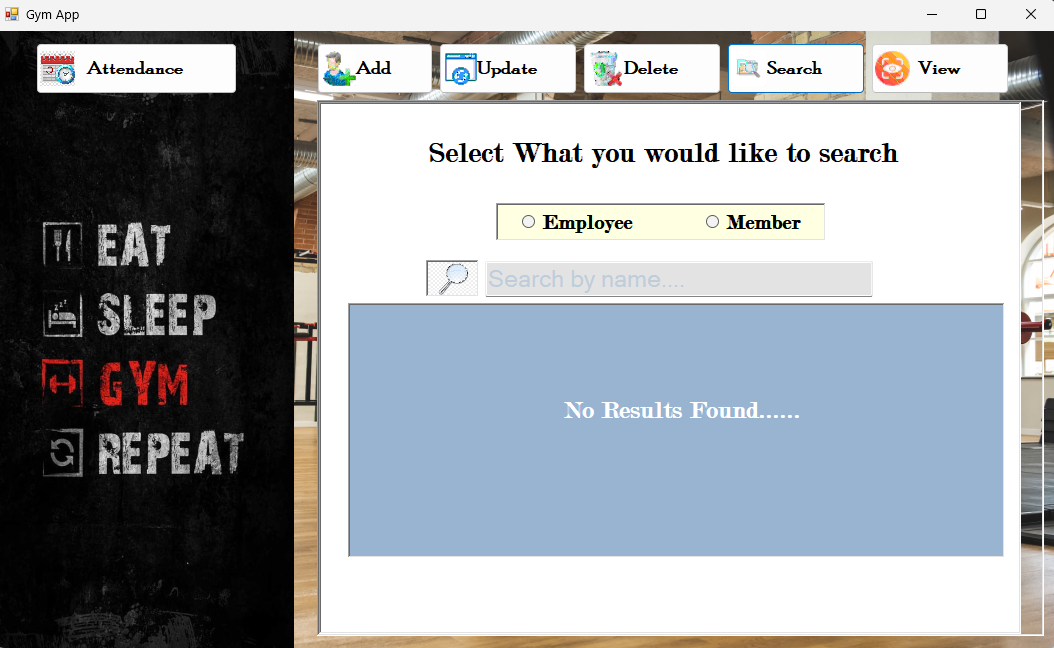 Gym App
Attendance
Add
Update
Delete
Search
View
Select What you would like to search
Employee
Member
Search by name....
No Results Found......
EAT
SLEEP
GYM
REPEAT